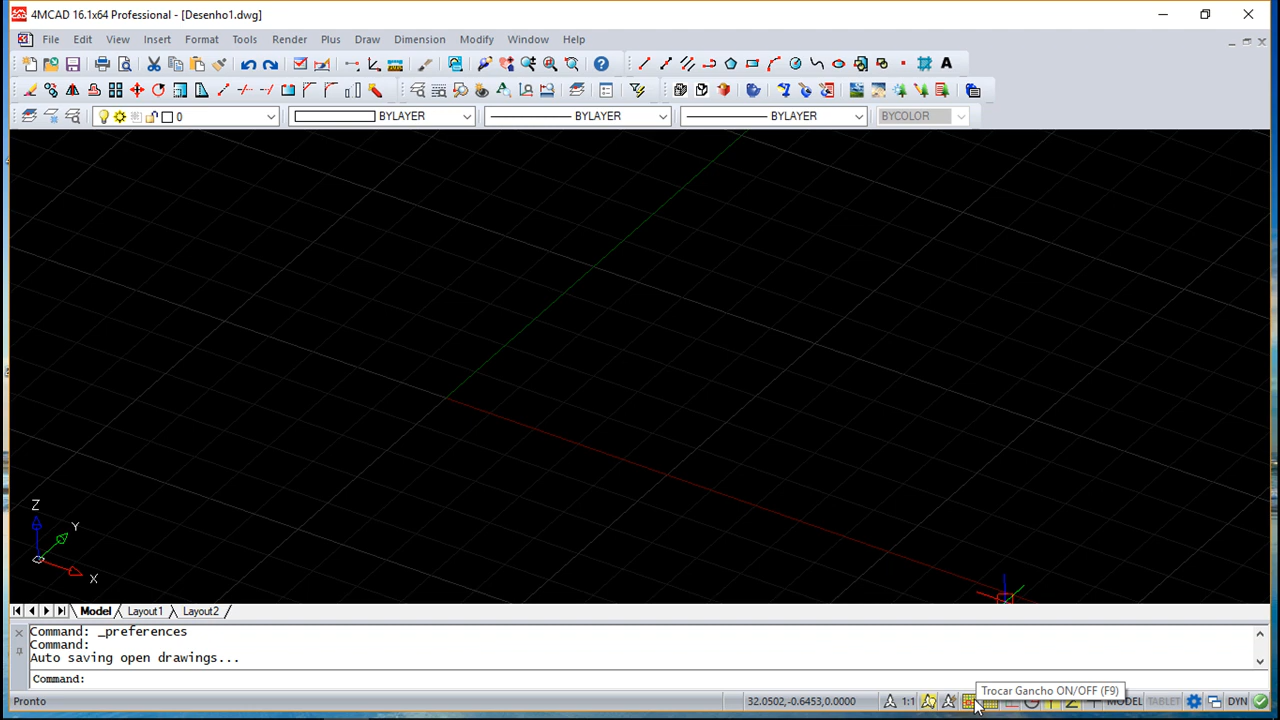 4MCAD 16.1x64 Professional - [Desenho1.dwg]
File Edit View Insert Format Tools Render Plus Draw Dimension Modify Window Help
0 BYLAYER BYLAYER BYLAYER BYCOLOR
Z
Y
X
Model Layout1 Layout2
Command: _preferences
Command:
Auto saving open drawings...
Command:
Trocar Gancho ON/OFF (F9)
Pronto 32.0502,-0.6453,0.0000 1:1 MODEL TABLET DYN